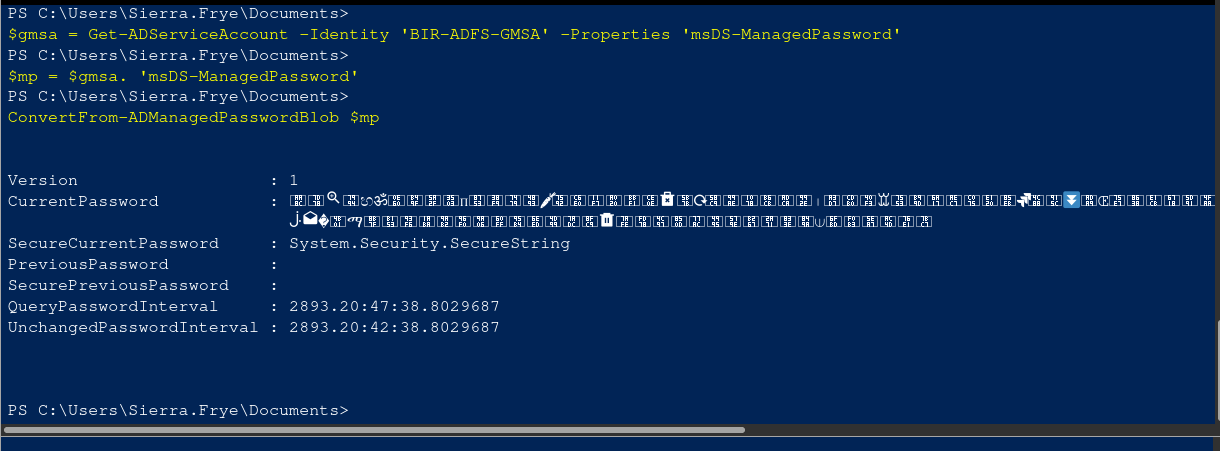 PS C:\Users\Sierra.Frye\Documents>
$gmsa = Get-ADServiceAccount -Identity 'BIR-ADFS-GMSA' -Properties 'msDS-ManagedPassword'
PS C:\Users\Sierra.Frye\Documents>
$mp = $gmsa. 'msDS-ManagedPassword'
PS C:\Users\Sierra.Frye\Documents>
ConvertFrom-ADManagedPasswordBlob $mp
Version : 1
CurrentPassword :
SecureCurrentPassword : System.Security.SecureString
PreviousPassword :
SecurePreviousPassword :
QueryPasswordInterval : 2893.20:47:38.8029687
UnchangedPasswordInterval : 2893.20:42:38.8029687
PS C:\Users\Sierra.Frye\Documents>